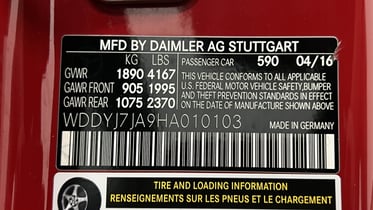 MFD BY DAIMLER AG STUTTGART
KG LBS PASSENGER CAR 590 04/16
GVWR 1890 4167 THIS VEHICLE CONFORMS TO ALL APPLICABLE
GAWR FRONT 905 1995 U.S. FEDERAL MOTOR VEHICLE SAFETY, BUMPER,
AND THEFT PREVENTION STANDARDS IN EFFECT
GAWR REAR 1075 2370 ON THE DATE OF MANUFACTURE SHOWN ABOVE.
WDDYJ7JA9HA010103 MADE IN GERMANY
TIRE AND LOADING INFORMATION
RENSEIGNEMENTS SUR LES PNEUS ET LE CHARGEMENT